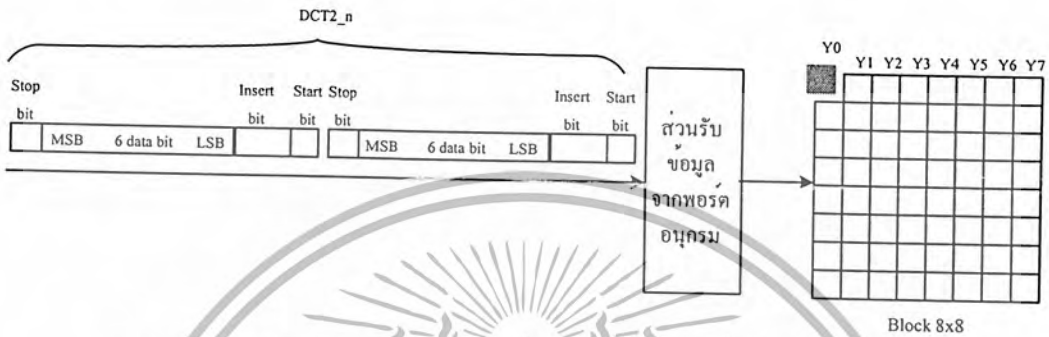 DCT2_n
Stop bit
MSB 6 data bit LSB
Insert bit
Start bit
Stop bit
MSB 6 data bit LSB
Insert bit
Start bit
ส่วนรับ
ข้อมูล
จากพอร์ต
อนุกรม
Y0 Y1 Y2 Y3 Y4 Y5 Y6 Y7
Block 8x8